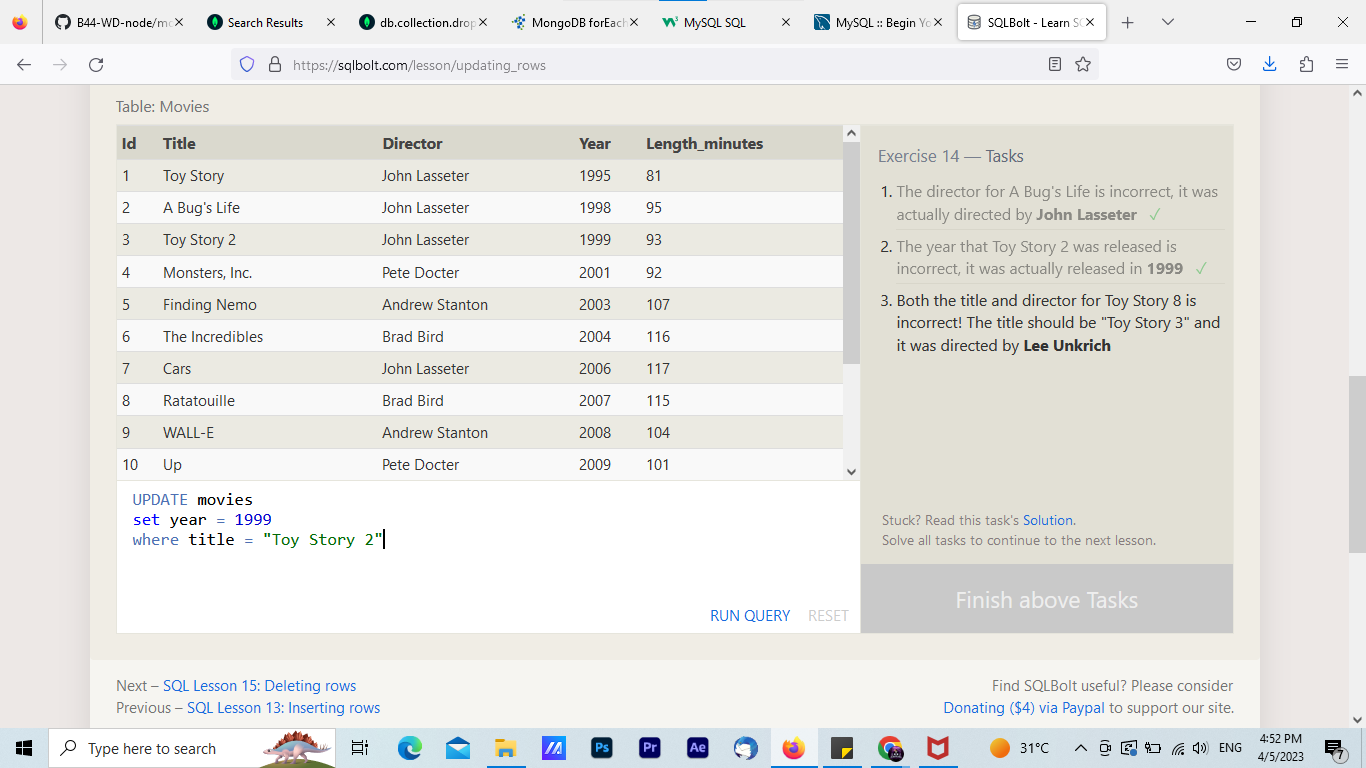 B44-WD-node/mc
Search Results
db.collection.drop
MongoDB forEach
MySQL SQL
MySQL :: Begin Yo
SQLBolt - Learn SQ
https://sqlbolt.com/lesson/updating_rows
Table: Movies
Id Title Director Year Length_minutes
1 Toy Story John Lasseter 1995 81
2 A Bug's Life John Lasseter 1998 95
3 Toy Story 2 John Lasseter 1999 93
4 Monsters, Inc. Pete Docter 2001 92
5 Finding Nemo Andrew Stanton 2003 107
6 The Incredibles Brad Bird 2004 116
7 Cars John Lasseter 2006 117
8 Ratatouille Brad Bird 2007 115
9 WALL-E Andrew Stanton 2008 104
10 Up Pete Docter 2009 101
UPDATE movies
set year = 1999
where title = "Toy Story 2"
RUN QUERY RESET
Exercise 14 — Tasks
1. The director for A Bug's Life is incorrect, it was
actually directed by John Lasseter ✓
2. The year that Toy Story 2 was released is
incorrect, it was actually released in 1999 ✓
3. Both the title and director for Toy Story 8 is
incorrect! The title should be "Toy Story 3" and
it was directed by Lee Unkrich
Stuck? Read this task's Solution.
Solve all tasks to continue to the next lesson.
Finish above Tasks
Next – SQL Lesson 15: Deleting rows
Previous – SQL Lesson 13: Inserting rows
Find SQLBolt useful? Please consider
Donating ($4) via Paypal to support our site.
Type here to search
Ps
Pr
Ae
31°C
ENG
4:52 PM
4/5/2023
7